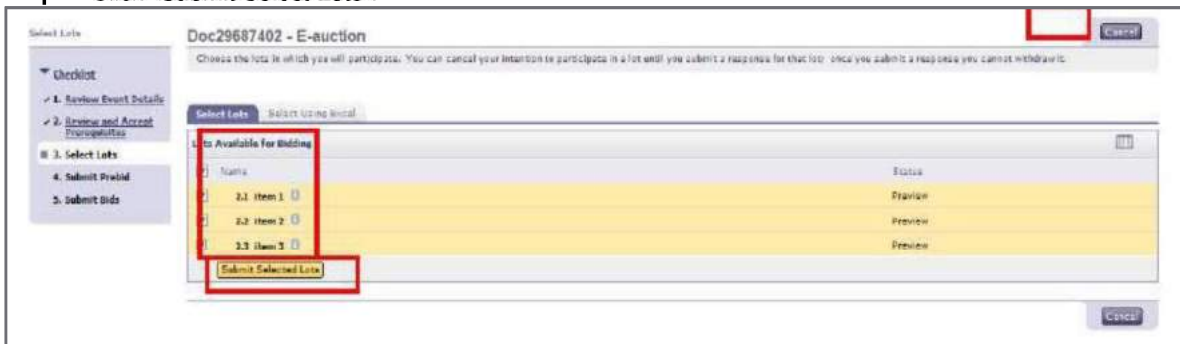 Select Lots
Doc29687402 - E-auction
Cancel
Choose the lots in which you will participate. You can cancel your intention to participate in a lot until you submit a response for that lot; once you submit a response you cannot withdraw it.
Checklist
1. Review Event Details
2. Review and Accept
Prerequisites
3. Select Lots
4. Submit Prebid
5. Submit Bids
Select Lots
Select Using Excel
Lots Available for Bidding
Name
Status
2.1 Item 1
Preview
2.2 Item 2
Preview
2.3 Item 3
Preview
Submit Selected Lots
Cancel